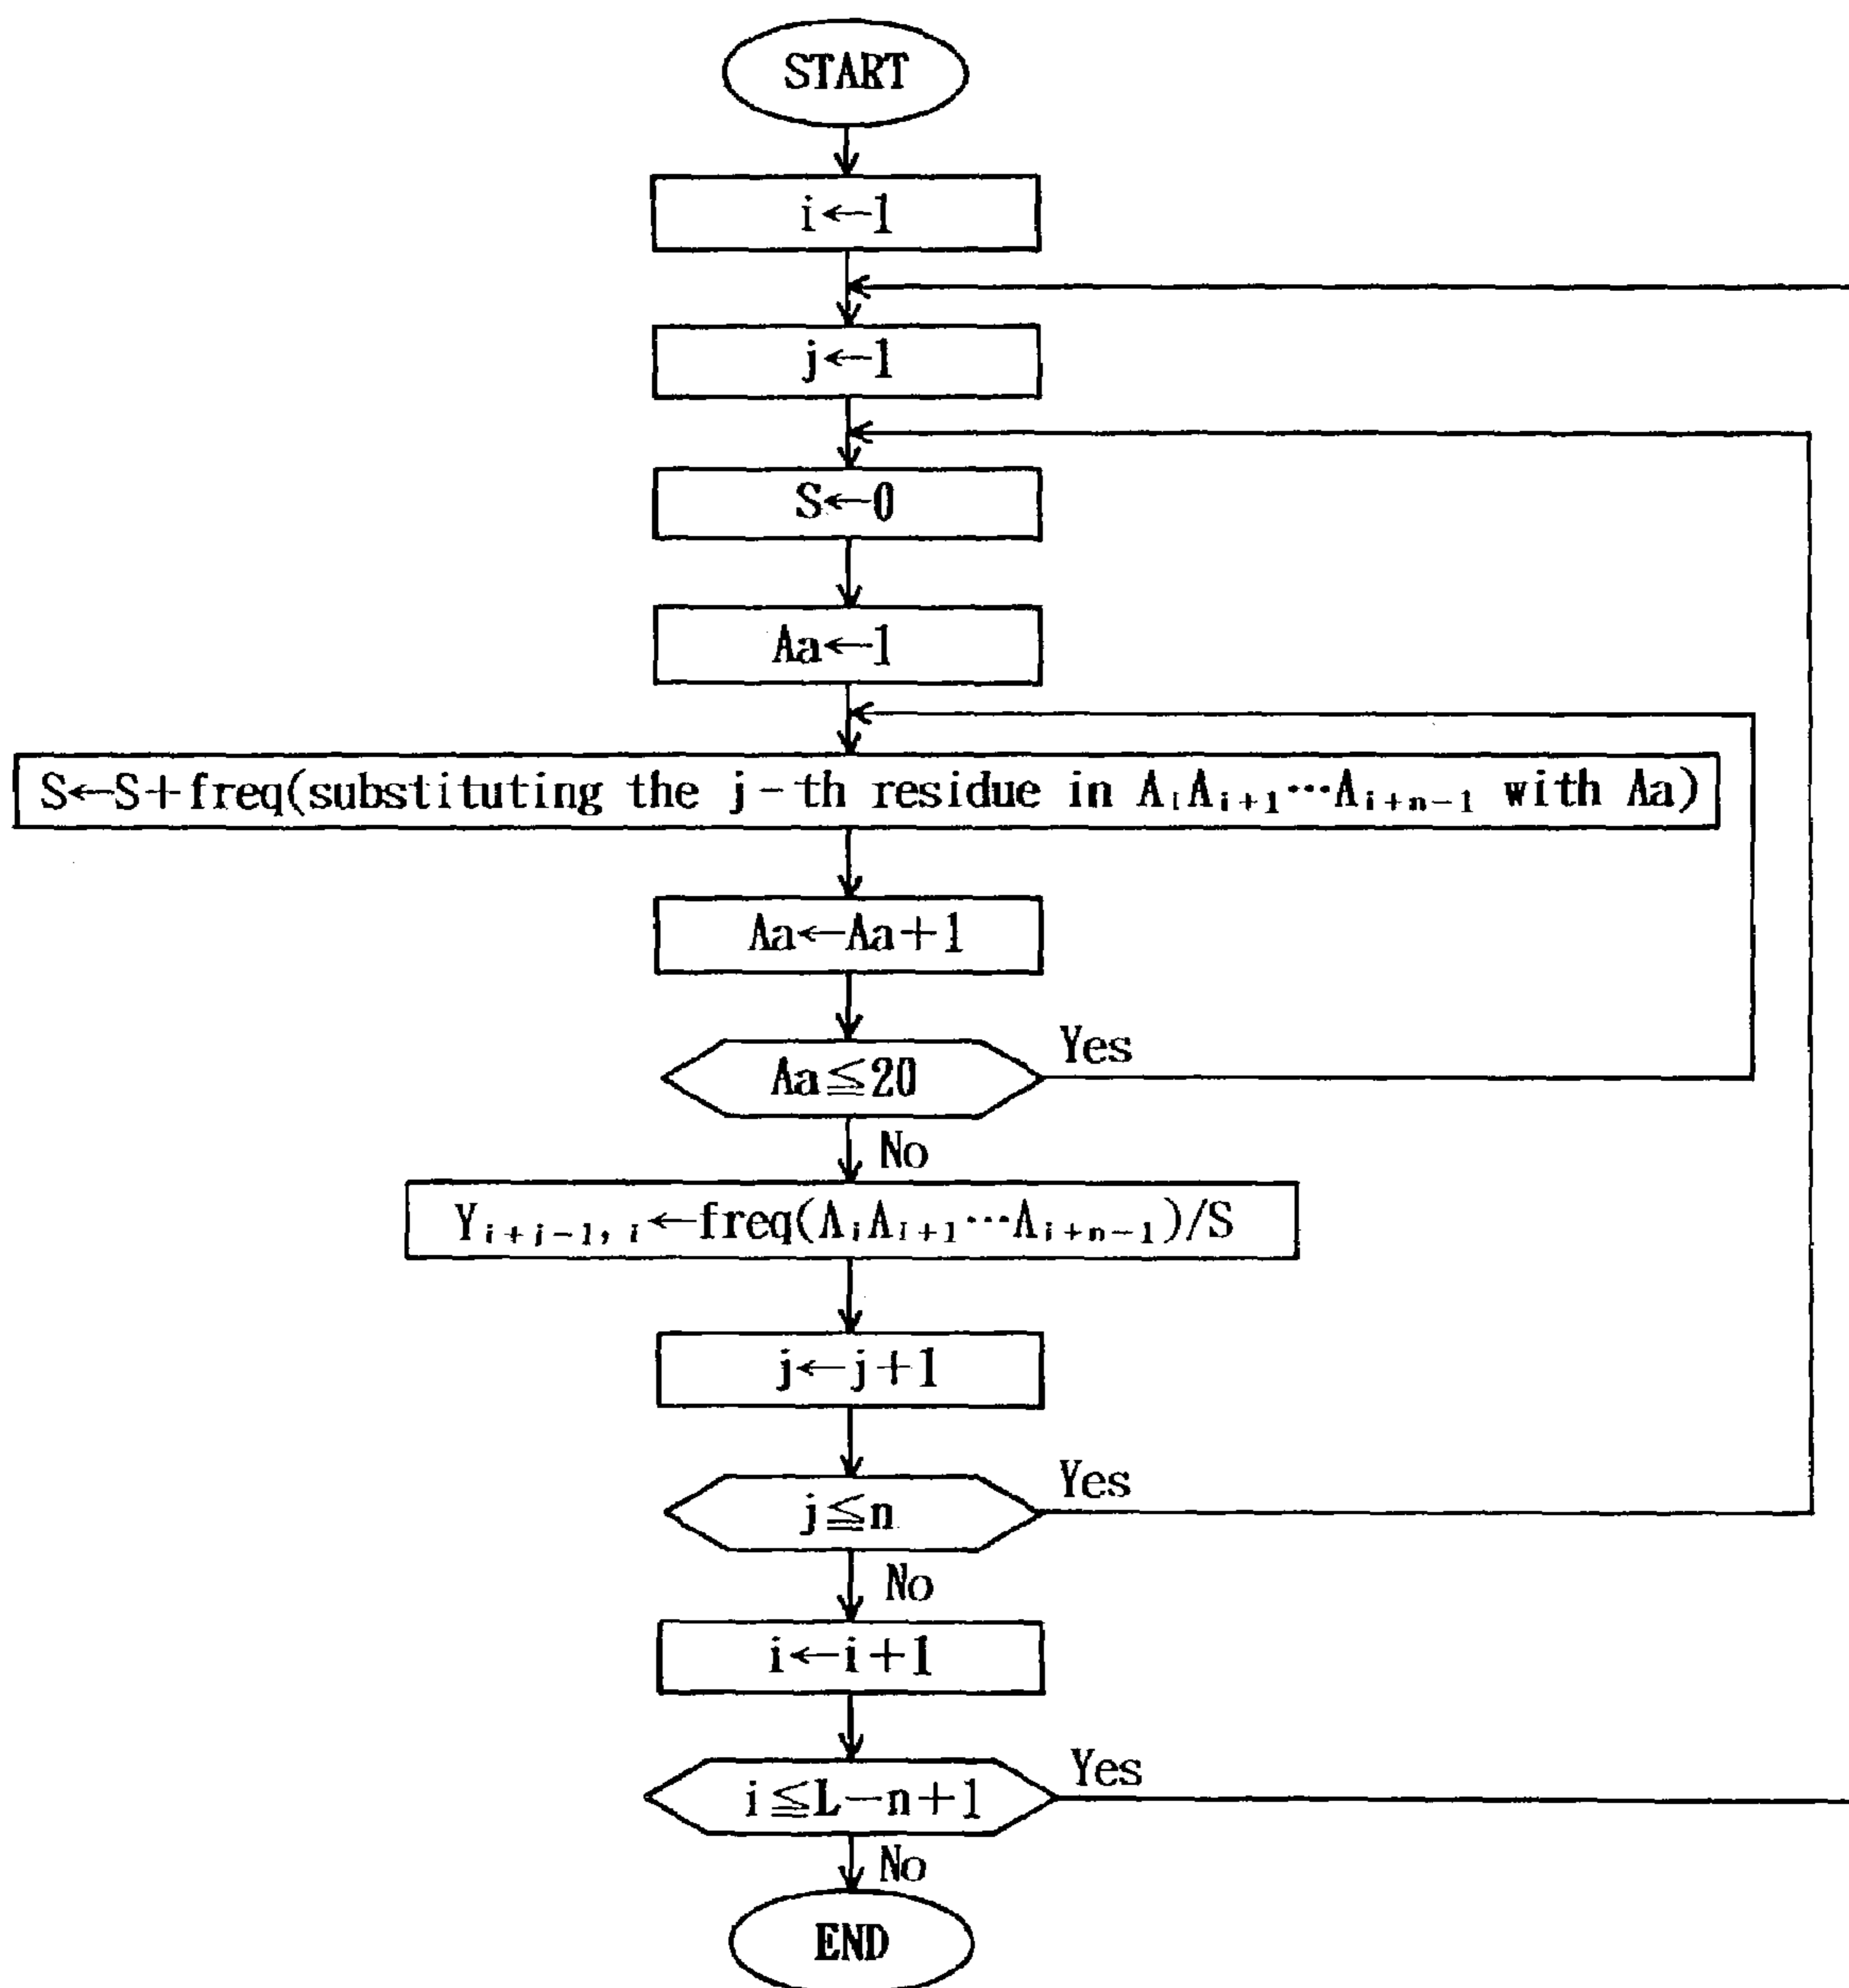 START
i←1
j←1
S←0
Aa←1
S←S+freq(substituting the j-th residue in AᵢAᵢ₊₁⋯Aᵢ₊ₙ₋₁ with Aa)
Aa←Aa+1
Aa≦20
Yes
No
Yᵢ₊ⱼ₋₁, ᵢ←freq(AᵢAᵢ₊₁⋯Aᵢ₊ₙ₋₁)/S
j←j+1
j≦n
Yes
No
i←i+1
i≦L−n+1
Yes
No
END